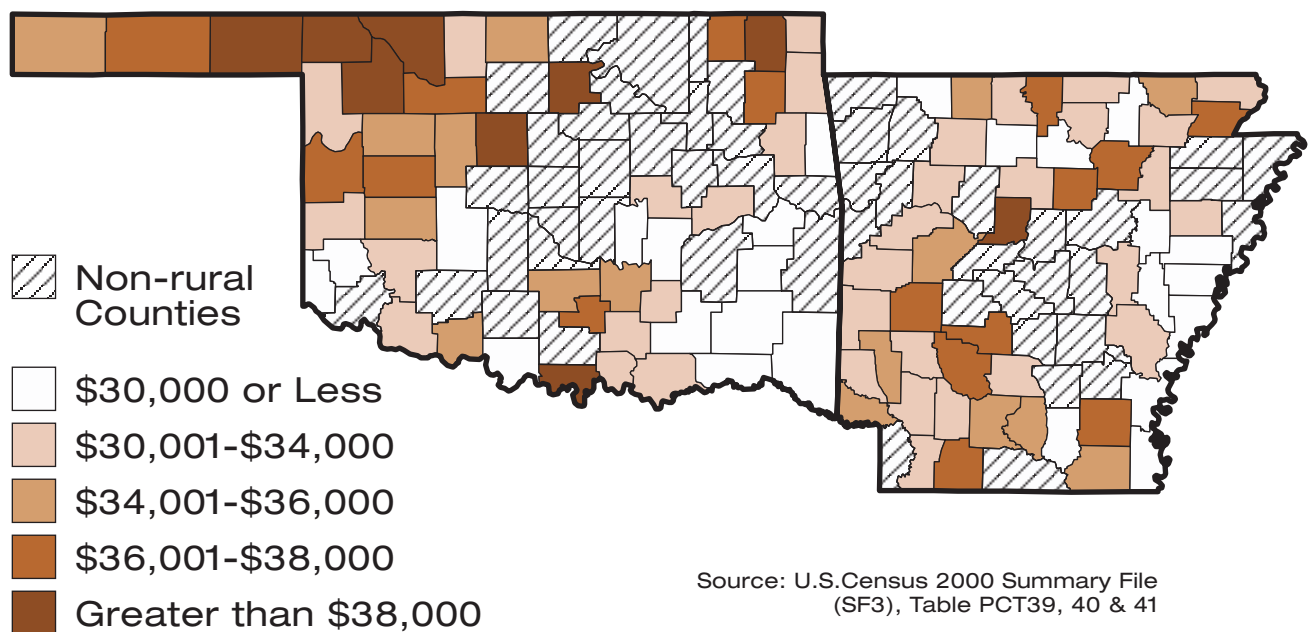 Non-rural
Counties
$30,000 or Less
$30,001-$34,000
$34,001-$36,000
$36,001-$38,000
Greater than $38,000
Source: U.S.Census 2000 Summary File
(SF3), Table PCT39, 40 & 41